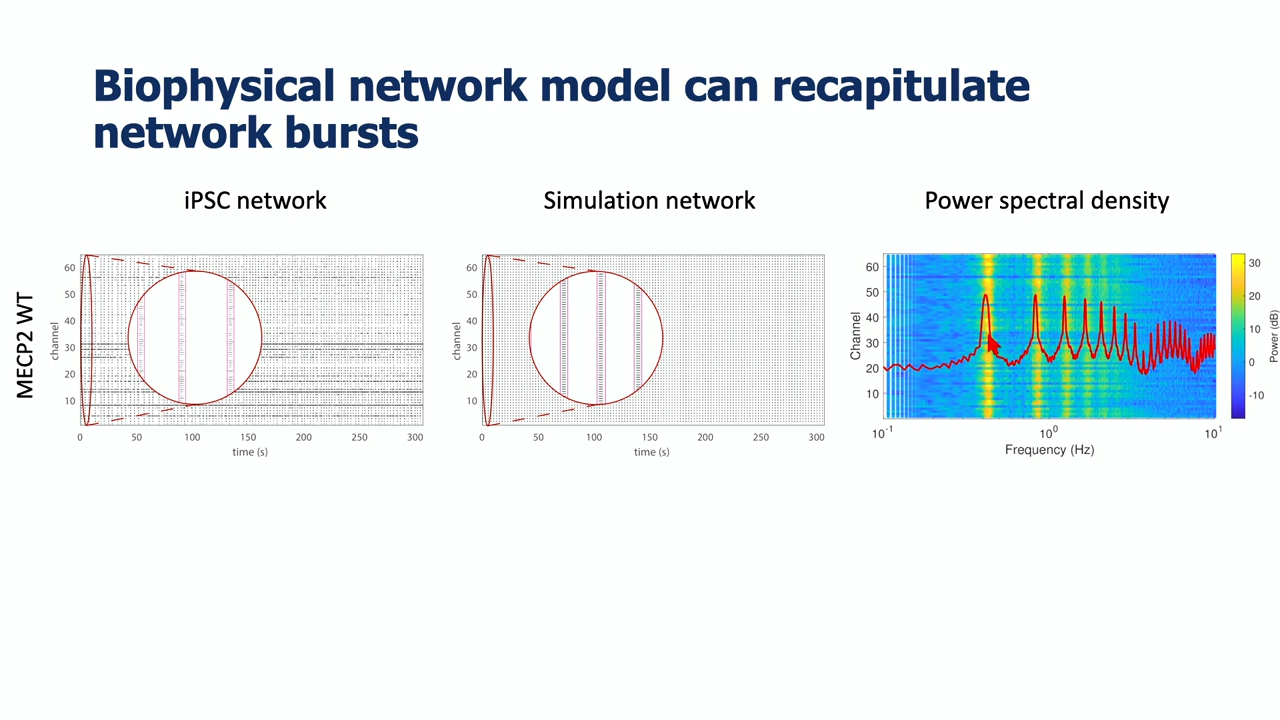 Biophysical network model can recapitulate
network bursts
iPSC network
Simulation network
Power spectral density
MECP2 WT
channel
60
50
40
30
20
10
0 50 100 150 200 250 300
time (s)
channel
60
50
40
30
20
10
0 50 100 150 200 250 300
time (s)
Channel
60
50
40
30
20
10
10-1 100 101
Frequency (Hz)
30
20
10
0
-10
Power (dB)